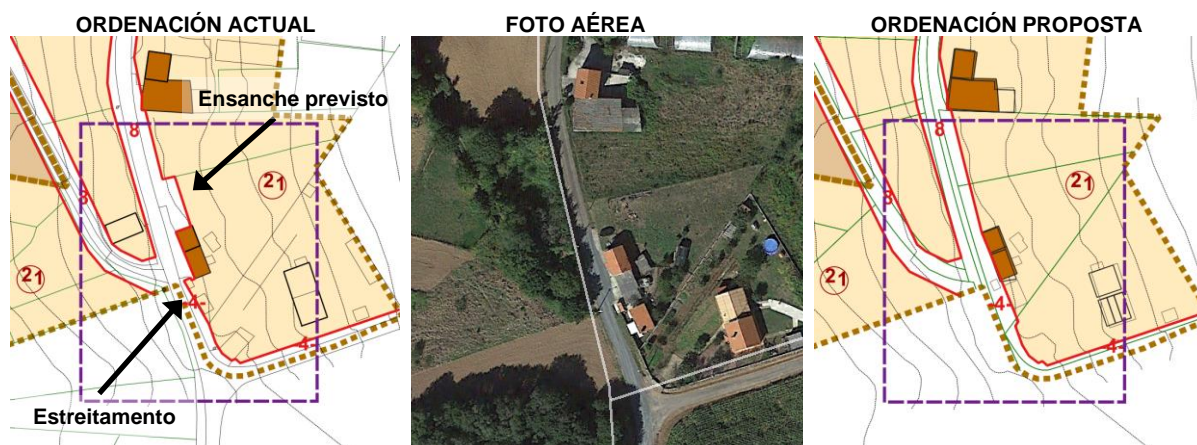 ORDENACIÓN ACTUAL
FOTO AÉREA
ORDENACIÓN PROPOSTA
Ensanche previsto
8
21
8
21
4
4
Estreitamento
8
21
8
21
4
4